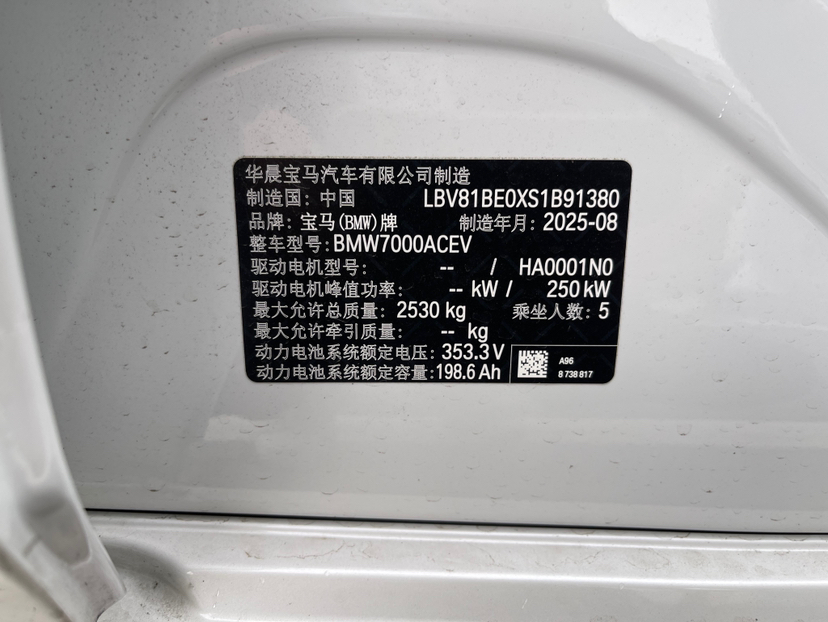 华晨宝马汽车有限公司制造
制造国: 中国 LBV81BE0XS1B91380
品牌: 宝马(BMW)牌 制造年月: 2025-08
整车型号: BMW7000ACEV
驱动电机型号: -- / HA0001N0
驱动电机峰值功率: -- kW / 250 kW
最大允许总质量: 2530 kg 乘坐人数: 5
最大允许牵引质量: -- kg
动力电池系统额定电压: 353.3 V
动力电池系统额定容量: 198.6 Ah
A96
8 738 817